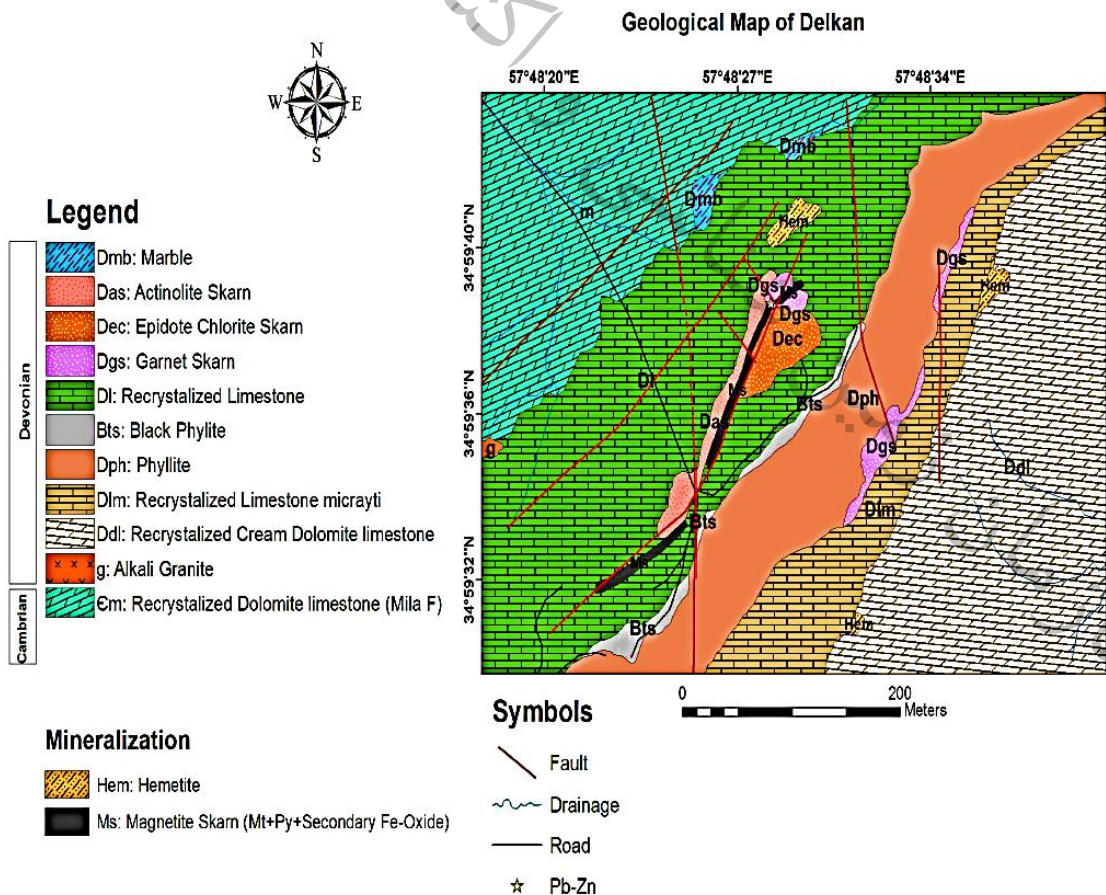 Geological Map of Delkan
57°48'20"E
57°48'27"E
57°48'34"E
N
W
E
S
34°59'40"N
34°59'36"N
34°59'32"N
Dmb
Dmb
m
Hem
Dgs
Ms
Dgs
Dgs
Hem
Dec
Dl
Ms
Bts
Dph
Das
g
Dgs
Ddl
Dlm
Bts
Ms
Bts
Hem
Legend
Devonian
Dmb: Marble
Das: Actinolite Skarn
Dec: Epidote Chlorite Skarn
Dgs: Garnet Skarn
Dl: Recrystalized Limestone
Bts: Black Phylite
Dph: Phyllite
Dlm: Recrystalized Limestone micrayti
Ddl: Recrystalized Cream Dolomite limestone
g: Alkali Granite
Cambrian
Єm: Recrystalized Dolomite limestone (Mila F)
0
200
Meters
Mineralization
Hem: Hemetite
Ms: Magnetite Skarn (Mt+Py+Secondary Fe-Oxide)
Symbols
Fault
Drainage
Road
Pb-Zn